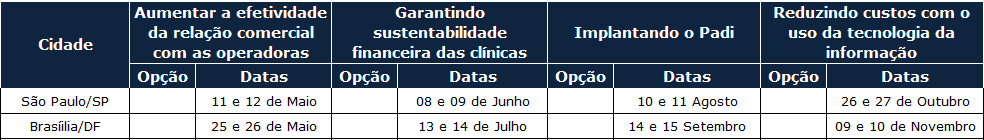 Cidade
Aumentar a efetividade da relação comercial com as operadoras
Garantindo sustentabilidade financeira das clínicas
Implantando o Padi
Reduzindo custos com o uso da tecnologia da informação
Opção Datas Opção Datas Opção Datas Opção Datas
São Paulo/SP 11 e 12 de Maio 08 e 09 de Junho 10 e 11 Agosto 26 e 27 de Outubro
Brasíilia/DF 25 e 26 de Maio 13 e 14 de Julho 14 e 15 Setembro 09 e 10 de Novembro